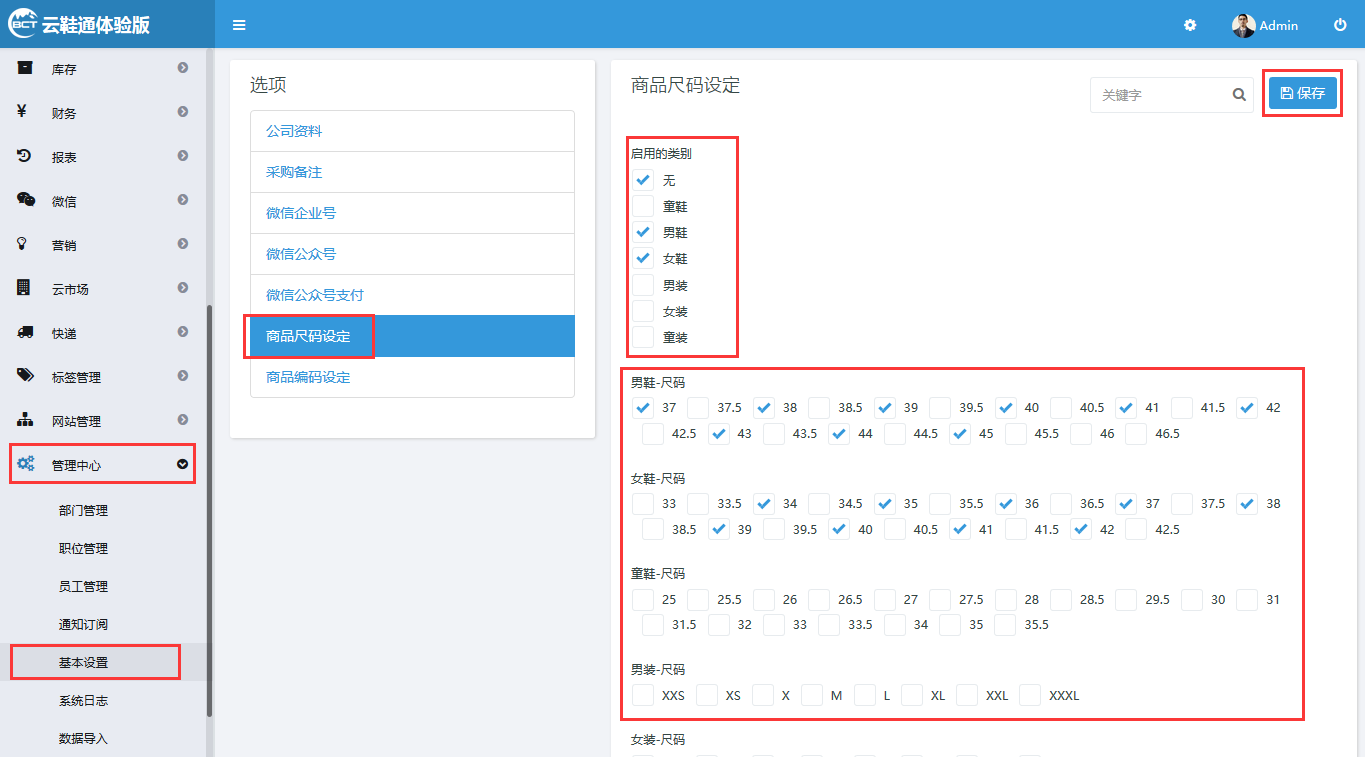 BCT 云鞋通体验版
Admin
库存
财务
报表
微信
营销
云市场
快递
标签管理
网站管理
管理中心
部门管理
职位管理
员工管理
通知订阅
基本设置
系统日志
数据导入
选项
公司资料
采购备注
微信企业号
微信公众号
微信公众号支付
商品尺码设定
商品编码设定
商品尺码设定
关键字
保存
启用的类别
无
童鞋
男鞋
女鞋
男装
女装
童装
男鞋-尺码
37 37.5 38 38.5 39 39.5 40 40.5 41 41.5 42
42.5 43 43.5 44 44.5 45 45.5 46 46.5
女鞋-尺码
33 33.5 34 34.5 35 35.5 36 36.5 37 37.5 38
38.5 39 39.5 40 40.5 41 41.5 42 42.5
童鞋-尺码
25 25.5 26 26.5 27 27.5 28 28.5 29.5 30 31
31.5 32 33 33.5 34 35 35.5
男装-尺码
XXS XS X M L XL XXL XXXL
女装-尺码